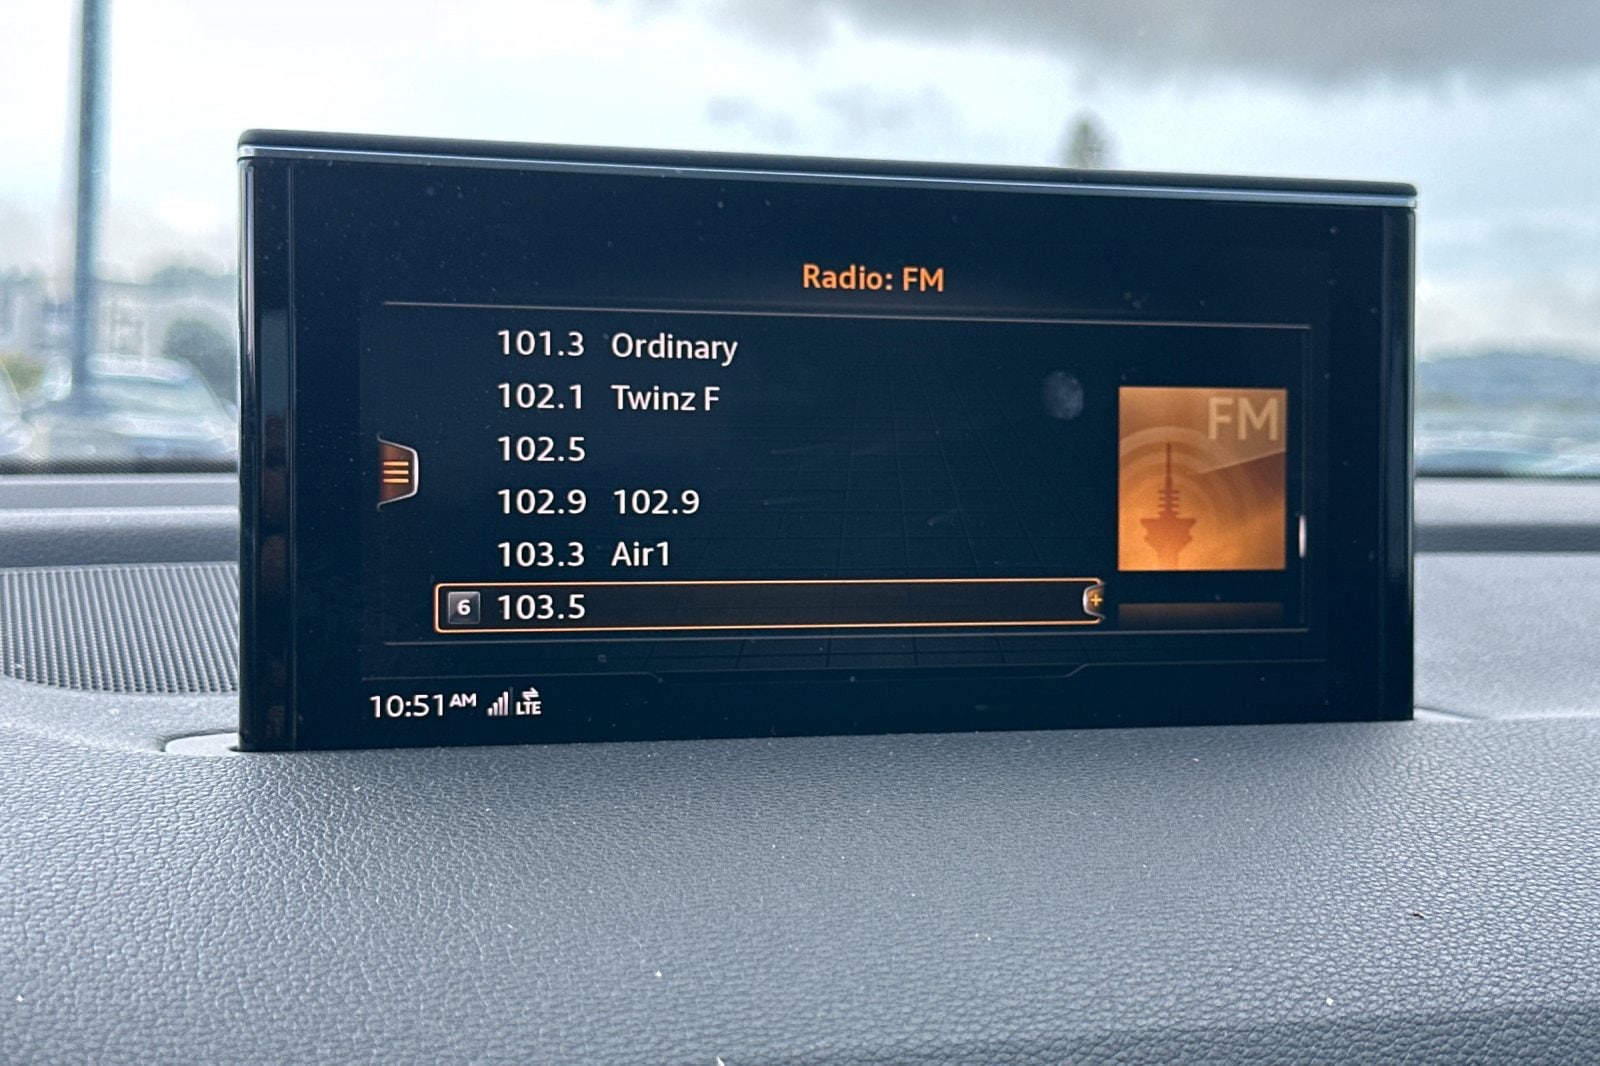 Radio: FM
101.3 Ordinary
102.1 Twinz F
FM
102.5
102.9 102.9
103.3 Air1
6 103.5 +
10:51 AM LTE